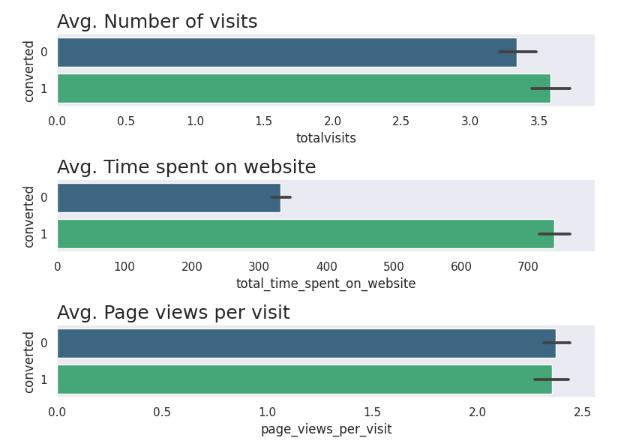 Avg. Number of visits
converted
0
1
0.0 0.5 1.0 1.5 2.0 2.5 3.0 3.5
totalvisits
Avg. Time spent on website
converted
0
1
0 100 200 300 400 500 600 700
total_time_spent_on_website
Avg. Page views per visit
converted
0
1
0.0 0.5 1.0 1.5 2.0 2.5
page_views_per_visit